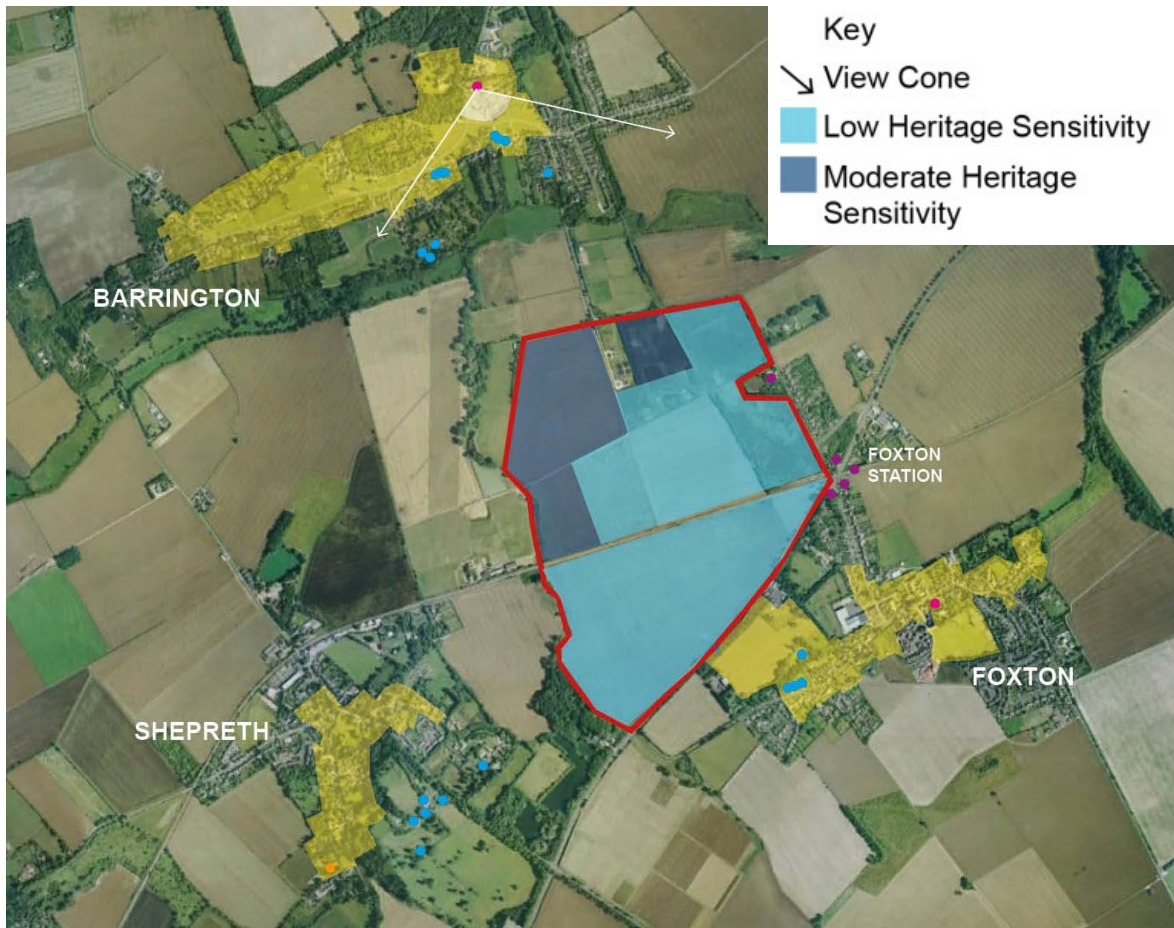 Key
View Cone
Low Heritage Sensitivity
Moderate Heritage
Sensitivity
BARRINGTON
FOXTON
STATION
FOXTON
SHEPRETH